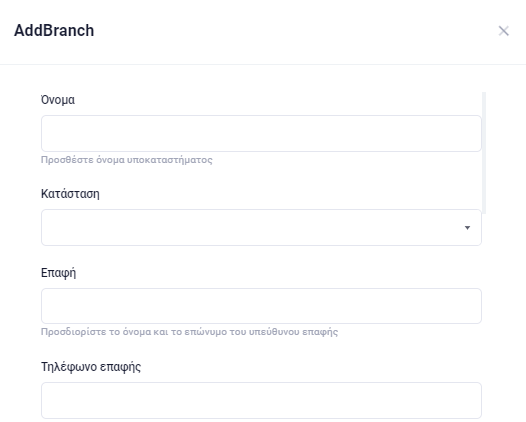 AddBranch
Όνομα
Προσθέστε όνομα υποκαταστήματος
Κατάσταση
Επαφή
Προσδιορίστε το όνομα και το επώνυμο του υπεύθυνου επαφής
Τηλέφωνο επαφής